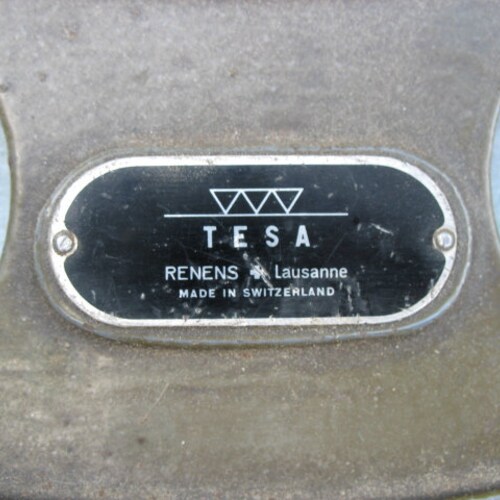 TESA
RENENS Lausanne
MADE IN SWITZERLAND